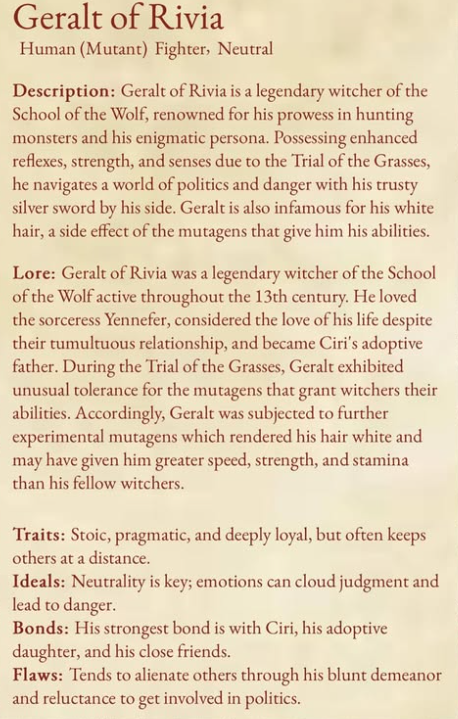 Geralt of Rivia
Human (Mutant) Fighter, Neutral
Description: Geralt of Rivia is a legendary witcher of the
School of the Wolf, renowned for his prowess in hunting
monsters and his enigmatic persona. Possessing enhanced
reflexes, strength, and senses due to the Trial of the Grasses,
he navigates a world of politics and danger with his trusty
silver sword by his side. Geralt is also infamous for his white
hair, a side effect of the mutagens that give him his abilities.
Lore: Geralt of Rivia was a legendary witcher of the School
of the Wolf active throughout the 13th century. He loved
the sorceress Yennefer, considered the love of his life despite
their tumultuous relationship, and became Ciri's adoptive
father. During the Trial of the Grasses, Geralt exhibited
unusual tolerance for the mutagens that grant witchers their
abilities. Accordingly, Geralt was subjected to further
experimental mutagens which rendered his hair white and
may have given him greater speed, strength, and stamina
than his fellow witchers.
Traits: Stoic, pragmatic, and deeply loyal, but often keeps
others at a distance.
Ideals: Neutrality is key; emotions can cloud judgment and
lead to danger.
Bonds: His strongest bond is with Ciri, his adoptive
daughter, and his close friends.
Flaws: Tends to alienate others through his blunt demeanor
and reluctance to get involved in politics.